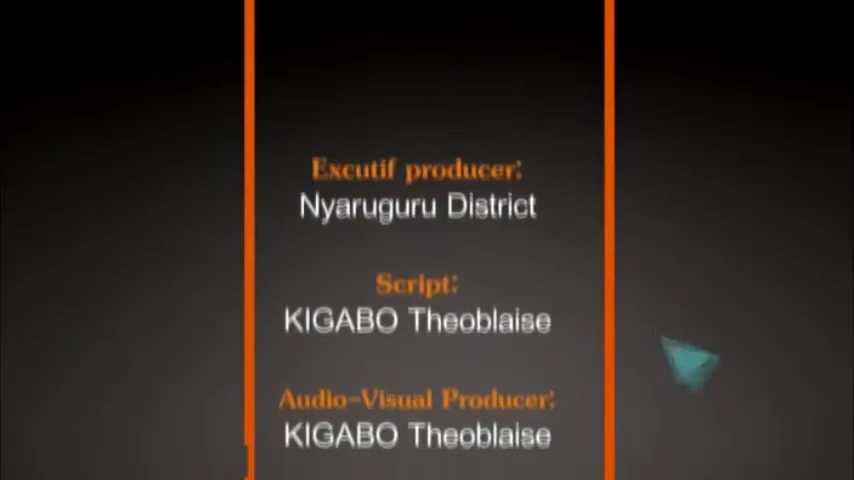 Excutif producer:
Nyaruguru District
Script:
KIGABO Theoblaise
Audio-Visual Producer:
KIGABO Theoblaise